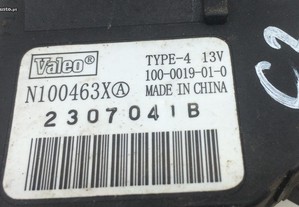 Valeo®
TYPE-4 13V
100-0019-01-0
N100463XⒶ MADE IN CHINA
2307041B